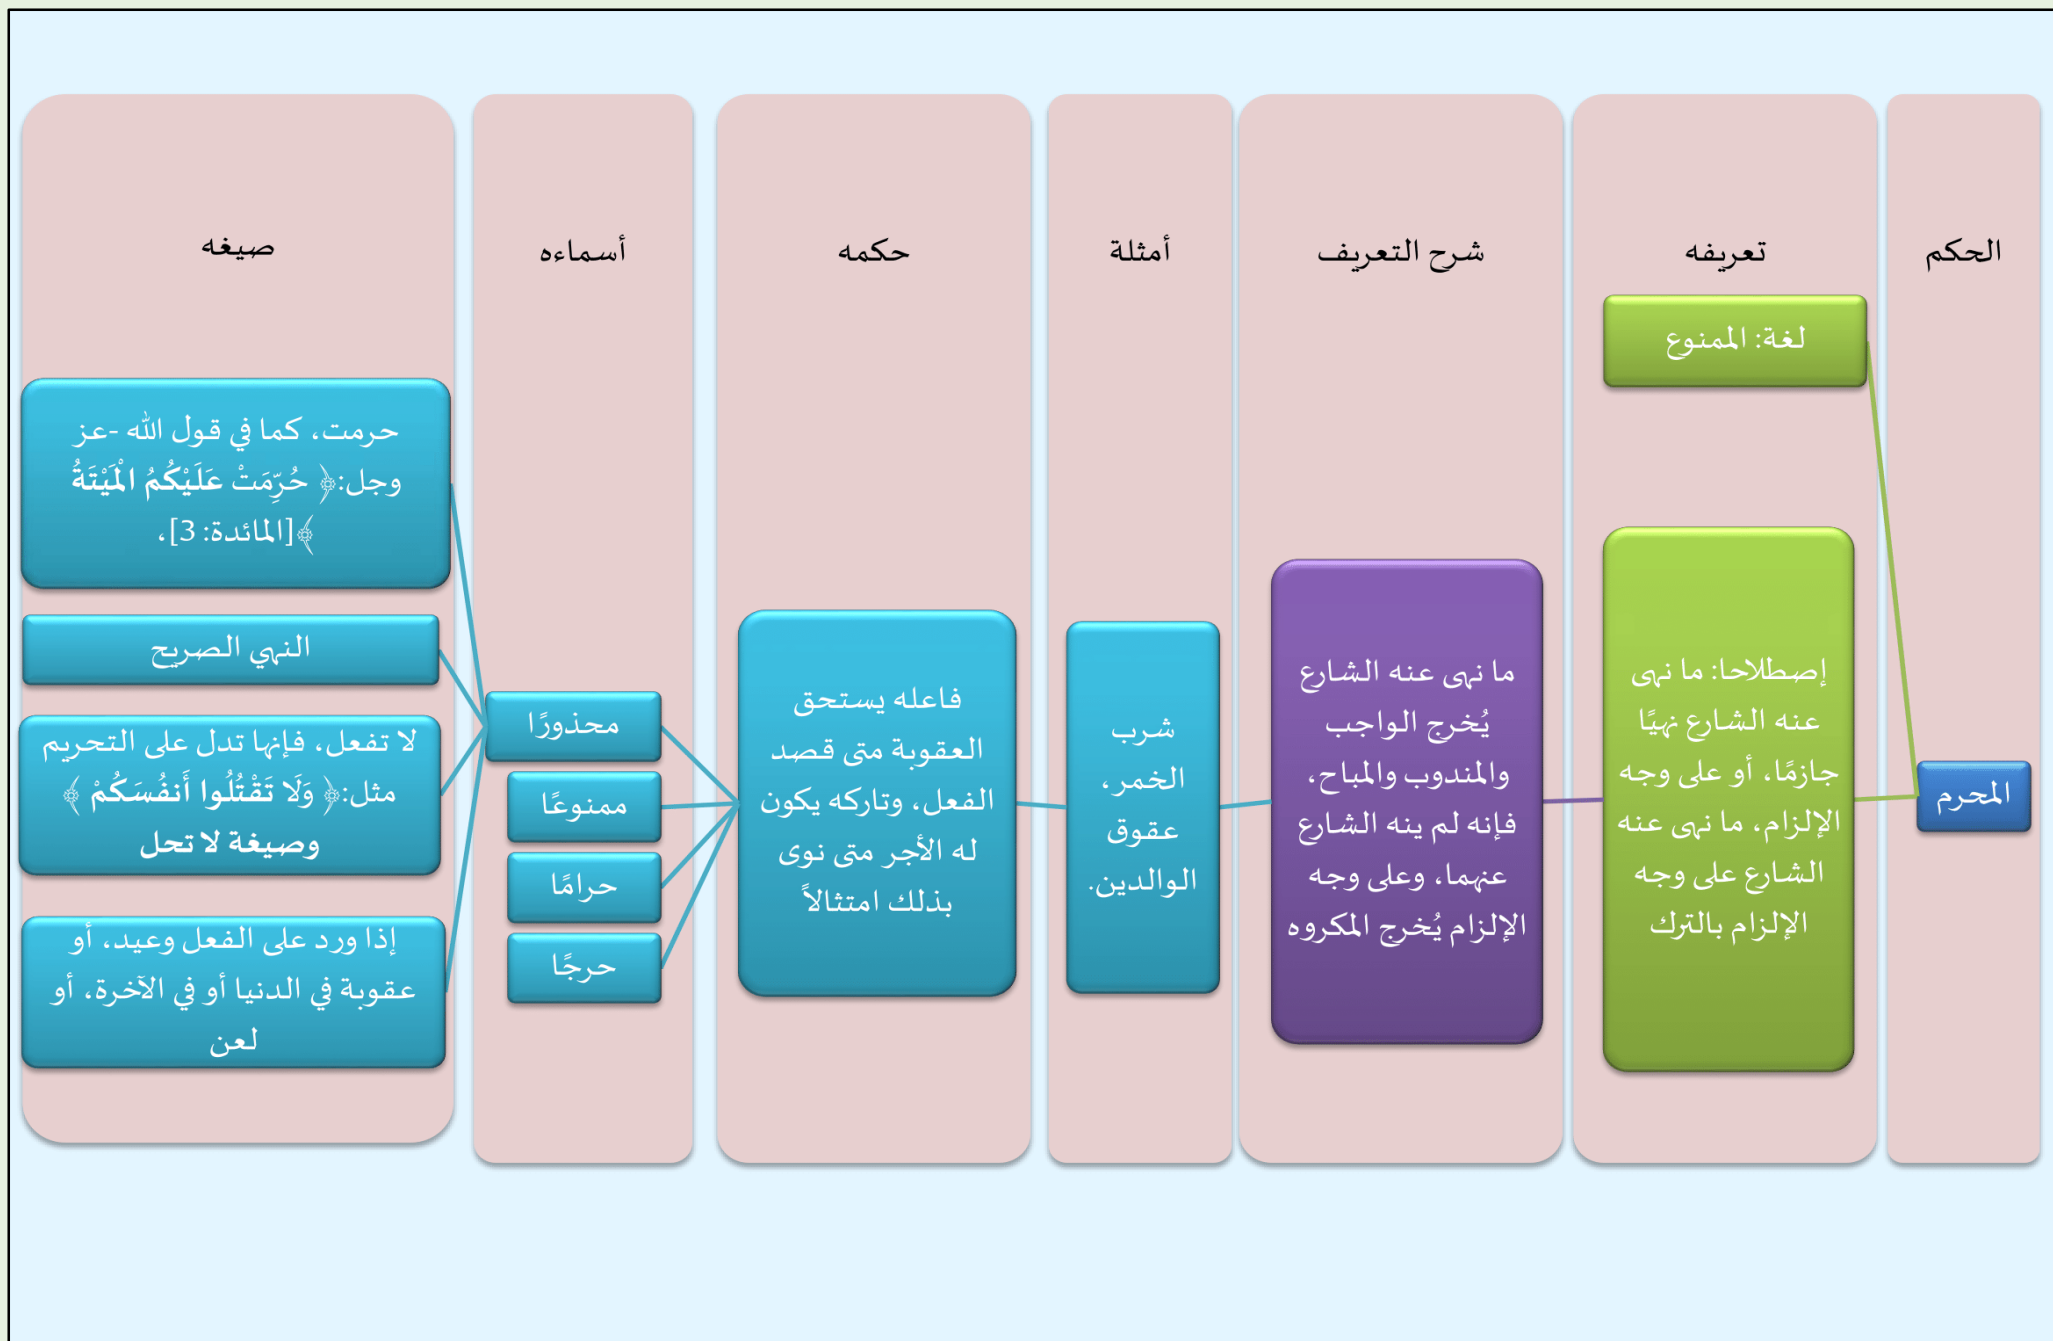 الحكم
تعريفه
شرح التعريف
أمثلة
حكمه
أسماءه
صيغه
المحرم
لغة: الممنوع
إصطلاحا: ما نهى
عنه الشارع نهيًا
جازمًا، أو على وجه
الإلزام، ما نهى عنه
الشارع على وجه
الإلزام بالترك
ما نهى عنه الشارع
يُخرج الواجب
والمندوب والمباح،
فإنه لم ينه الشارع
عنهما، وعلى وجه
الإلزام يُخرج المكروه
شرب
الخمر،
عقوق
الوالدين.
فاعله يستحق
العقوبة متى قصد
الفعل، وتاركه يكون
له الأجر متى نوى
بذلك امتثالاً
محذورًا
ممنوعًا
حرامًا
حرجًا
حرمت، كما في قول الله -عز
وجل:﴿ حُرِّمَتْ عَلَيْكُمُ الْمَيْتَةُ
﴾[المائدة: 3]،
النهي الصريح
لا تفعل، فإنها تدل على التحريم
مثل:﴿ وَلَا تَقْتُلُوا أَنفُسَكُمْ ﴾
وصيغة لا تحل
إذا ورد على الفعل وعيد، أو
عقوبة في الدنيا أو في الآخرة، أو
لعن